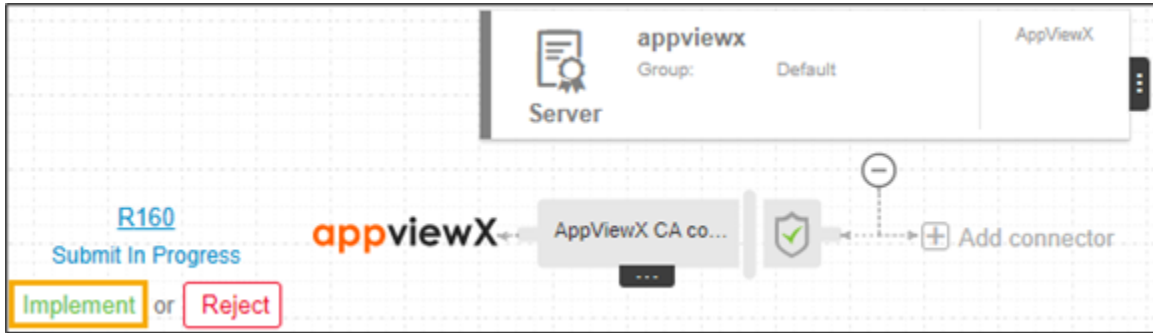 appviewx
AppViewX
Group: Default
Server
R160
Submit In Progress
Implement or Reject
appviewX
AppViewX CA co...
Add connector